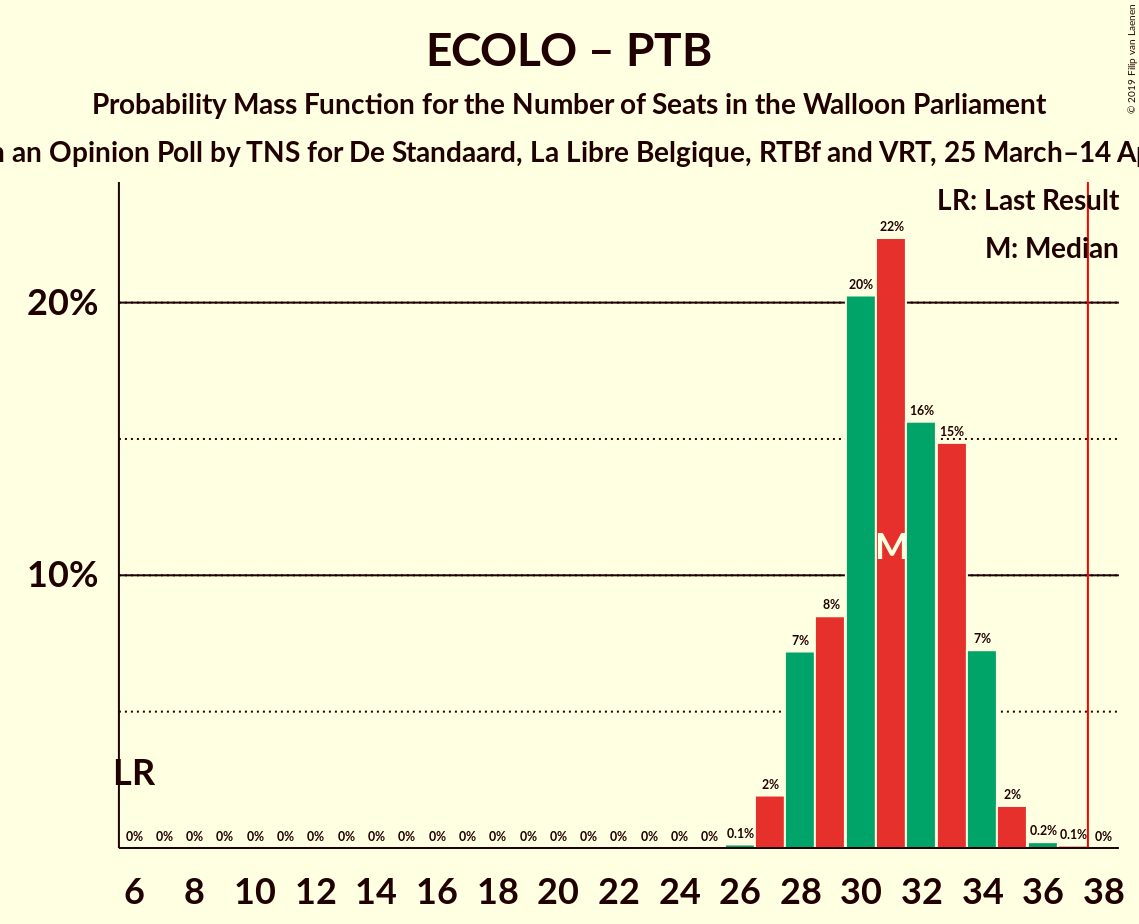 ECOLO – PTB
Probability Mass Function for the Number of Seats in the Walloon Parliament
an Opinion Poll by TNS for De Standaard, La Libre Belgique, RTBf and VRT, 25 March–14
© 2019 Filip van Laenen
LR: Last Result
M: Median
20%
10%
LR
M
0% 0% 0% 0% 0% 0% 0% 0% 0% 0% 0% 0% 0% 0% 0% 0% 0% 0% 0% 0% 0.1% 2% 7% 8% 20% 22% 16% 15% 7% 2% 0.2% 0.1% 0%
6 8 10 12 14 16 18 20 22 24 26 28 30 32 34 36 38